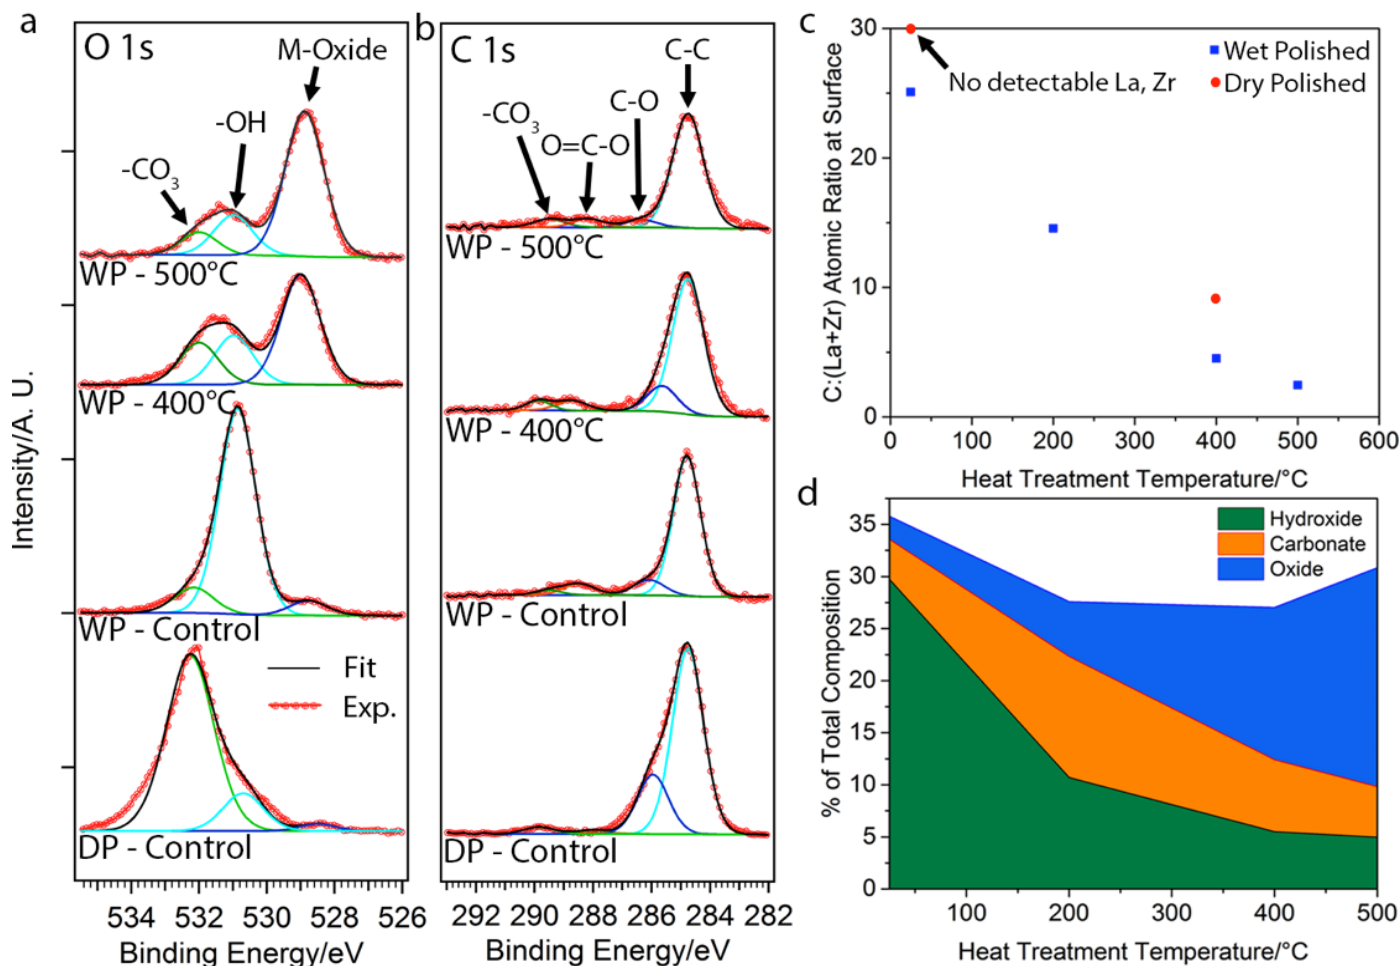 a
O 1s
M-Oxide
-OH
-CO3
WP - 500°C
WP - 400°C
WP - Control
Fit
Exp.
DP - Control
Intensity/A. U.
534 532 530 528 526
Binding Energy/eV
b
C 1s
C-C
C-O
-CO3
O=C-O
WP - 500°C
WP - 400°C
WP - Control
DP - Control
292 290 288 286 284 282
Binding Energy/eV
c
C:(La+Zr) Atomic Ratio at Surface
30
20
10
0
Wet Polished
Dry Polished
No detectable La, Zr
0 100 200 300 400 500 600
Heat Treatment Temperature/°C
d
% of Total Composition
35
30
25
20
15
10
5
0
Hydroxide
Carbonate
Oxide
100 200 300 400 500
Heat Treatment Temperature/°C